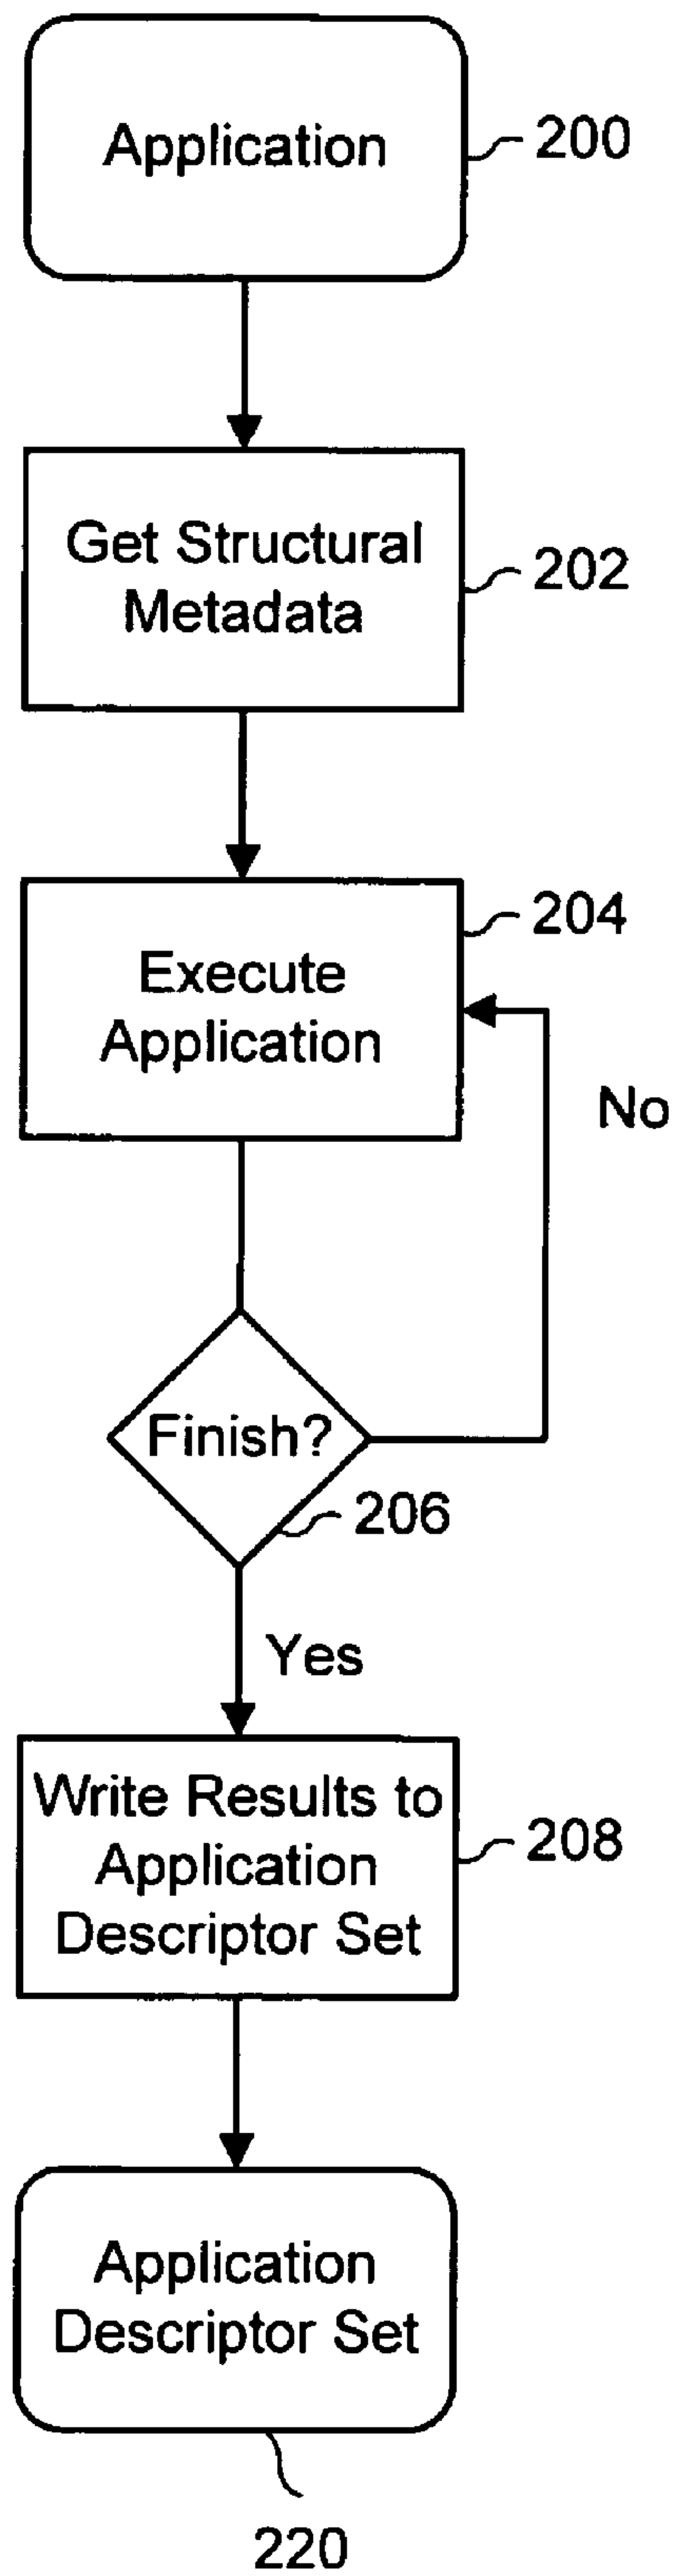 Application
200
Get Structural
Metadata
202
204
Execute
Application
No
Finish?
206
Yes
Write Results to
Application
Descriptor Set
208
Application
Descriptor Set
220